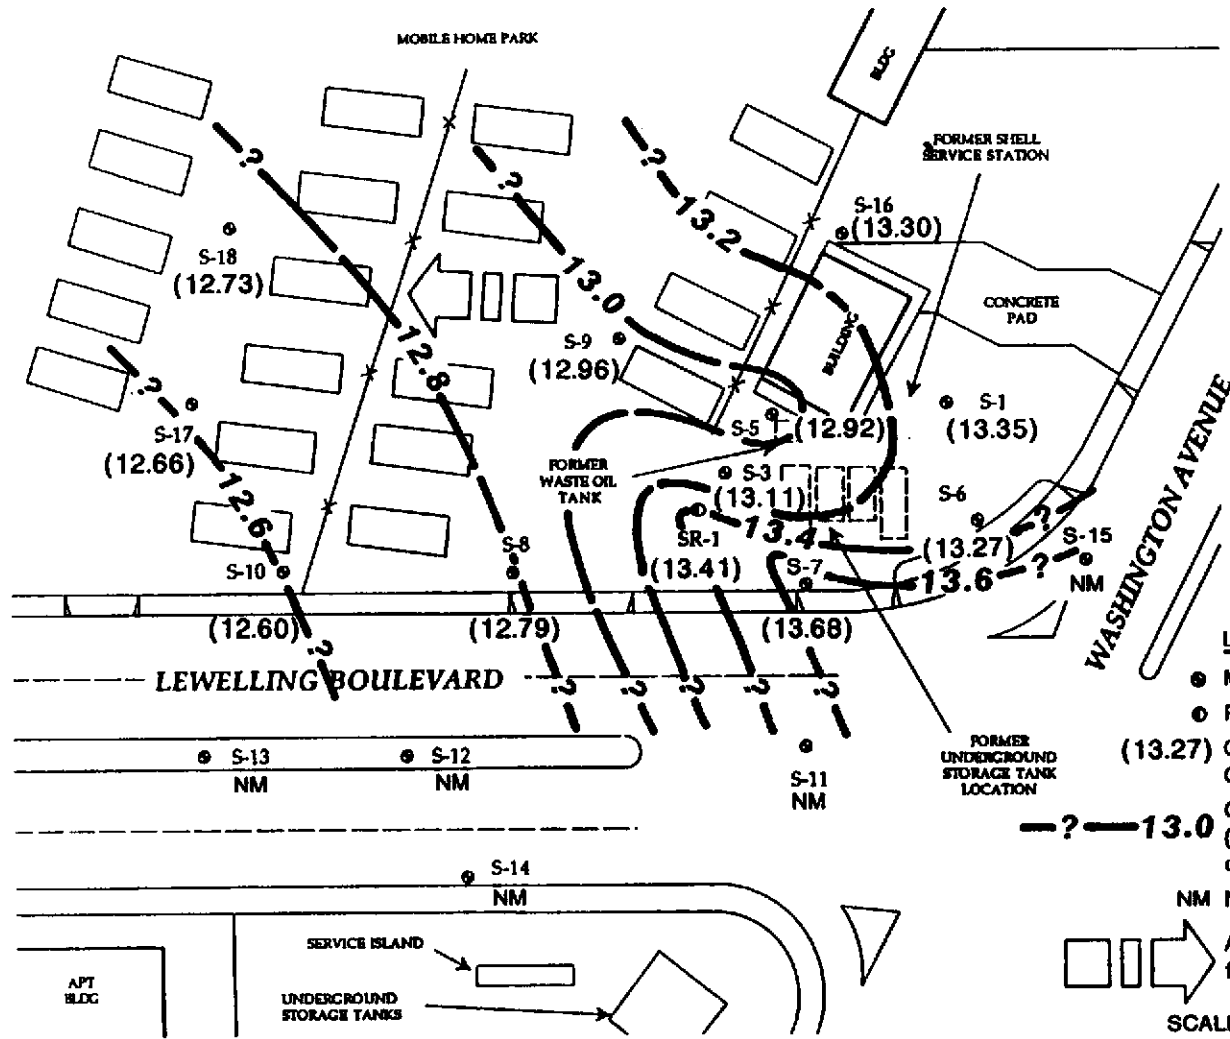 MOBILE HOME PARK
BLDG
FORMER SHELL
SERVICE STATION
?
?
?
13.2
S-16
(13.30)
S-18
(12.73)
13.0
CONCRETE
PAD
BUILDING
S-9
(12.96)
12.8
?
S-17
(12.66)
S-5
(12.92)
S-1
(13.35)
WASHINGTON AVENUE
FORMER
WASTE OIL
TANK
S-3
(13.11)
12.6
S-6
?
13.4
SR-1
(13.41)
(13.27)
S-15
NM
S-8
S-10
S-7
13.6
?
(12.60)
(12.79)
(13.68)
?
LEWELLING BOULEVARD
?
?
?
?
L
M
P
(13.27)
?
13.0
NM
SCAL
FORMER
UNDERGROUND
STORAGE TANK
LOCATION
S-13
NM
S-12
NM
S-11
NM
S-14
NM
SERVICE ISLAND
UNDERGROUND
STORAGE TANKS
APT
BLDG